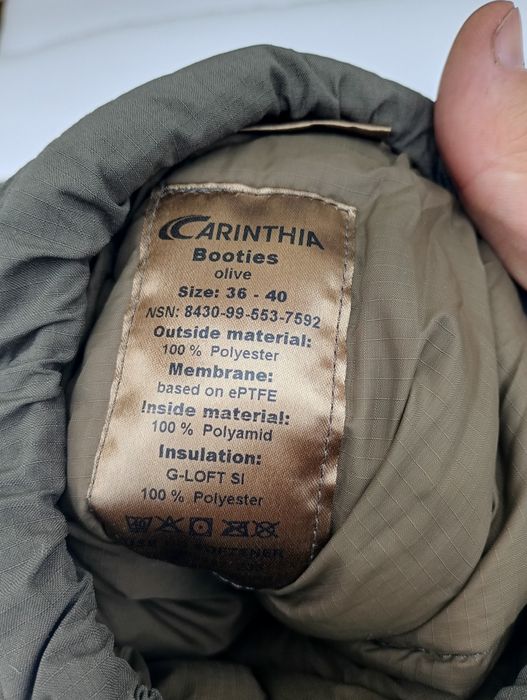 CARINTHIA
Booties
olive
Size: 36 - 40
NSN: 8430-99-553-7592
Outside material:
100 % Polyester
Membrane:
based on ePTFE
Inside material:
100 % Polyamid
Insulation:
G-LOFT SI
100 % Polyester